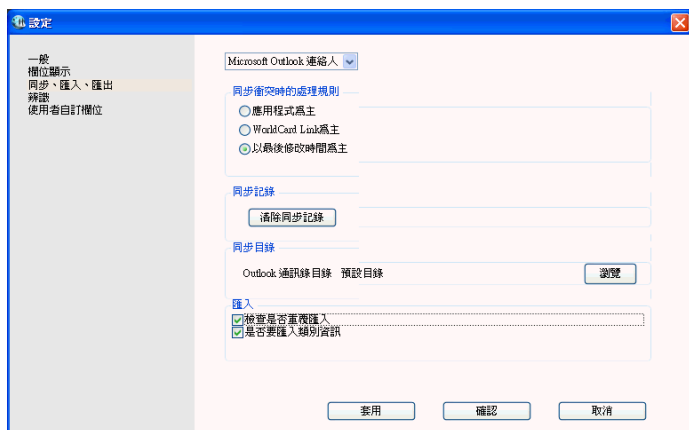 設定
一般
欄位顯示
同步、匯入、匯出
辨識
使用者自訂欄位
Microsoft Outlook 連絡人
同步衝突時的處理規則
應用程式為主
WorldCard Link為主
以最後修改時間為主
同步記錄
清除同步記錄
同步目錄
Outlook 通訊錄目錄 預設目錄 瀏覽
匯入
檢查是否重覆匯入
是否要匯入類別資訊
套用 確認 取消